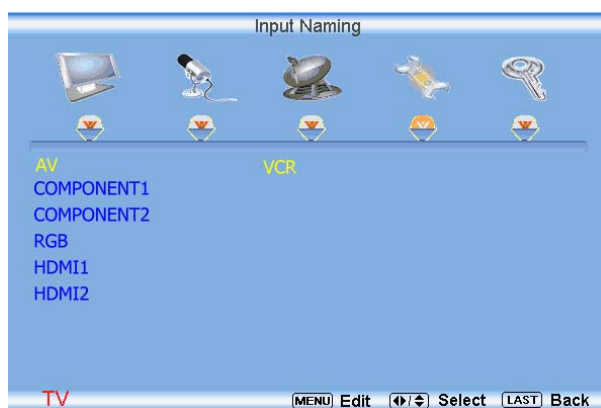 Input Naming
AV VCR
COMPONENT1
COMPONENT2
RGB
HDMI1
HDMI2
TV MENU Edit / Select LAST Back